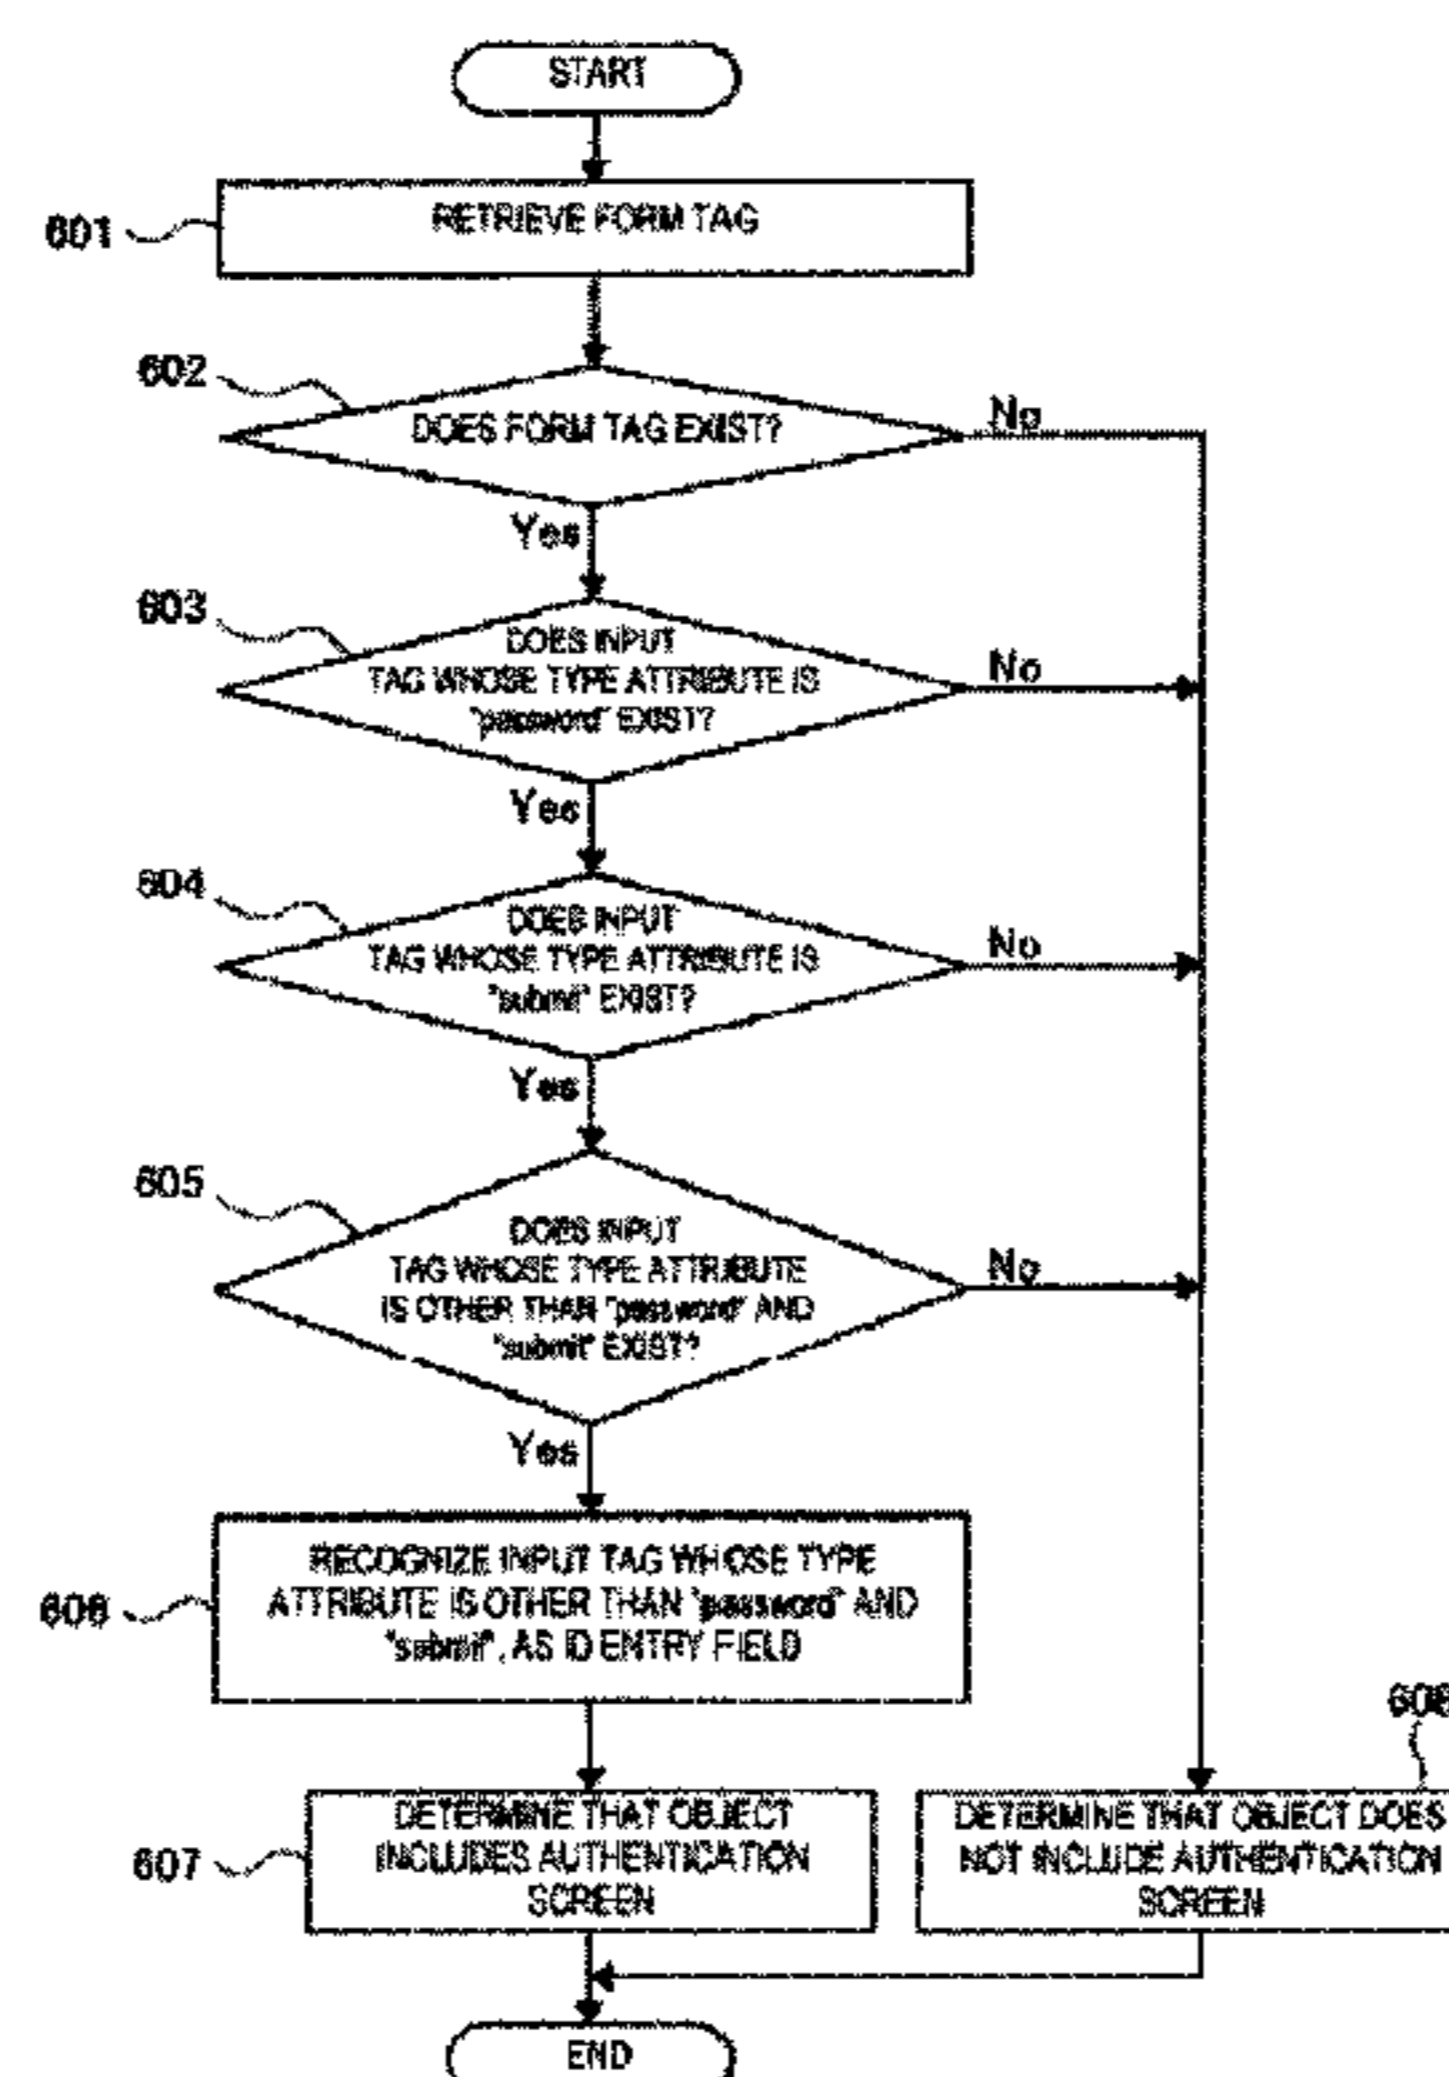 START
601
RETRIEVE FORM TAG
602
DOES FORM TAG EXIST?
No
Yes
603
DOES INPUT
TAG WHOSE TYPE ATTRIBUTE IS
"password" EXIST?
No
Yes
604
DOES INPUT
TAG WHOSE TYPE ATTRIBUTE IS
"submit" EXIST?
No
Yes
605
DOES INPUT
TAG WHOSE TYPE ATTRIBUTE
IS OTHER THAN "password" AND
"submit" EXIST?
No
Yes
606
RECOGNIZE INPUT TAG WHOSE TYPE
ATTRIBUTE IS OTHER THAN "password" AND
"submit", AS ID ENTRY FIELD
607
DETERMINE THAT OBJECT
INCLUDES AUTHENTICATION
SCREEN
608
DETERMINE THAT OBJECT DOES
NOT INCLUDE AUTHENTICATION
SCREEN
END